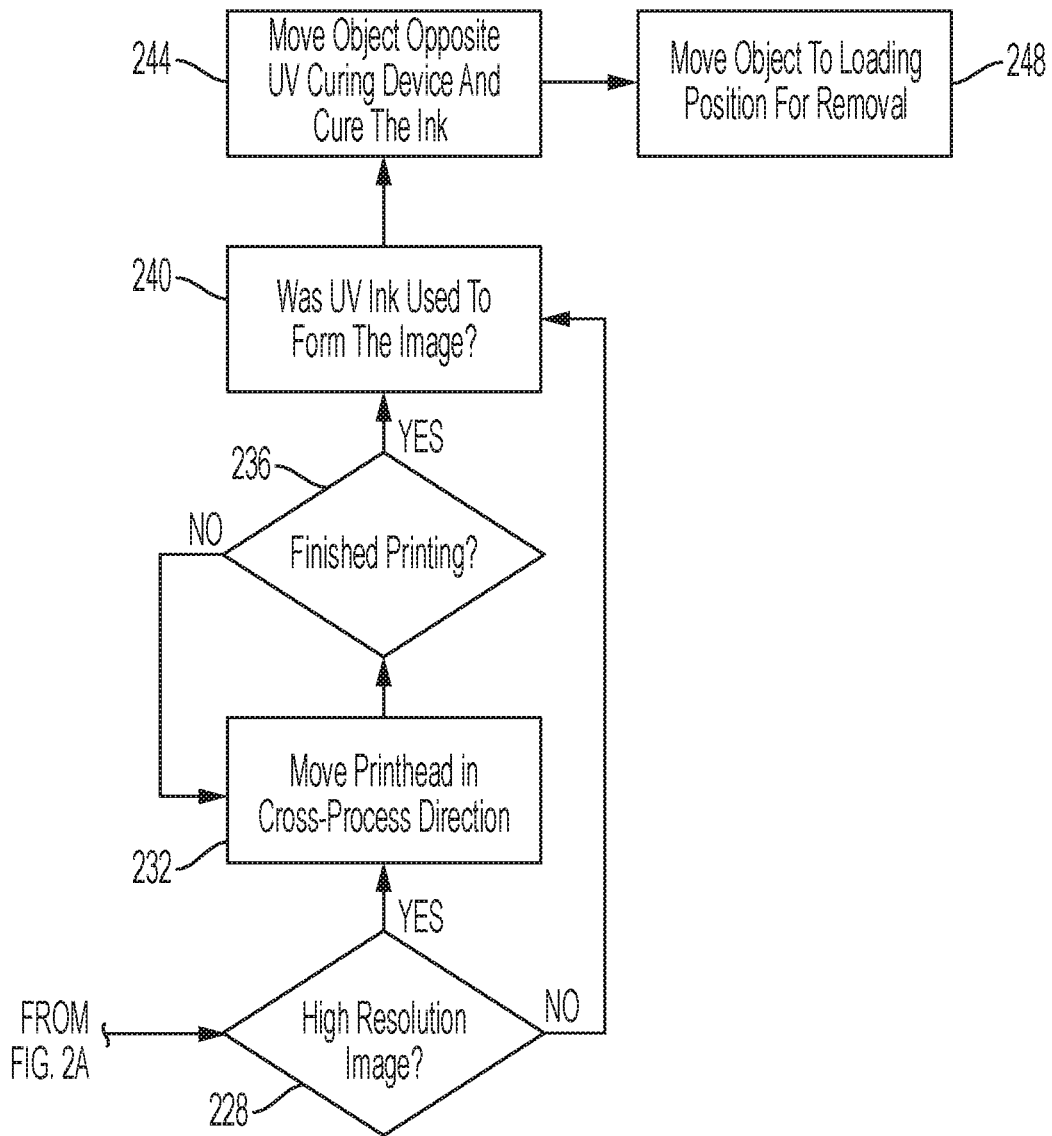 244
Move Object Opposite
UV Curing Device And
Cure The Ink
Move Object To Loading
Position For Removal
248
240
Was UV Ink Used To
Form The Image?
YES
236
NO
Finished Printing?
Move Printhead in
Cross-Process Direction
232
YES
FROM
FIG. 2A
High Resolution
Image?
NO
228